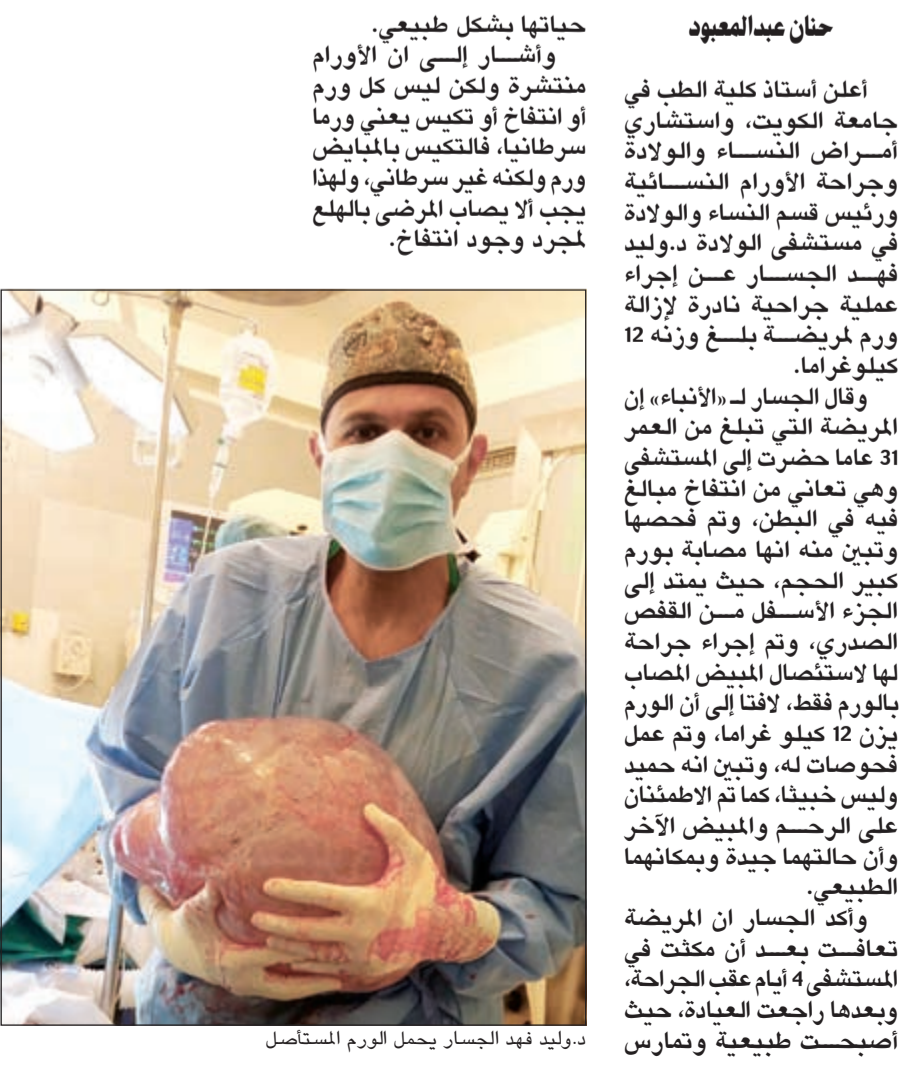 حنان عبدالمعبود
أعلن أستاذ كلية الطب في
جامعة الكويت، واستشاري
أمراض النساء والولادة
وجراحة الأورام النسائية
ورئيس قسم النساء والولادة
في مستشفى الولادة د.وليد
فهد الجسار عن إجراء
عملية جراحية نادرة لإزالة
ورم لمريضة بلغ وزنه 12
كيلوغراما.
وقال الجسار لـ «الأنباء» إن
المريضة التي تبلغ من العمر
31 عاما حضرت إلى المستشفى
وهي تعاني من انتفاخ مبالغ
فيه في البطن، وتم فحصها
وتبين منه انها مصابة بورم
كبير الحجم، حيث يمتد إلى
الجزء الأسفل من القفص
الصدري، وتم إجراء جراحة
لها لاستئصال المبيض المصاب
بالورم فقط، لافتا إلى أن الورم
يزن 12 كيلو غراما، وتم عمل
فحوصات له، وتبين انه حميد
وليس خبيثا، كما تم الاطمئنان
على الرحم والمبيض الآخر
وأن حالتهما جيدة وبمكانهما
الطبيعي.
وأكد الجسار ان المريضة
تعافت بعد أن مكثت في
المستشفى 4 أيام عقب الجراحة،
وبعدها راجعت العيادة، حيث
أصبحت طبيعية وتمارس
حياتها بشكل طبيعي.
وأشار إلى ان الأورام
منتشرة ولكن ليس كل ورم
أو انتفاخ أو تكيس يعني ورما
سرطانيا، فالتكيس بالمبايض
ورم ولكنه غير سرطاني، ولهذا
يجب ألا يصاب المرضى بالهلع
لمجرد وجود انتفاخ.
د.وليد فهد الجسار يحمل الورم المستأصل